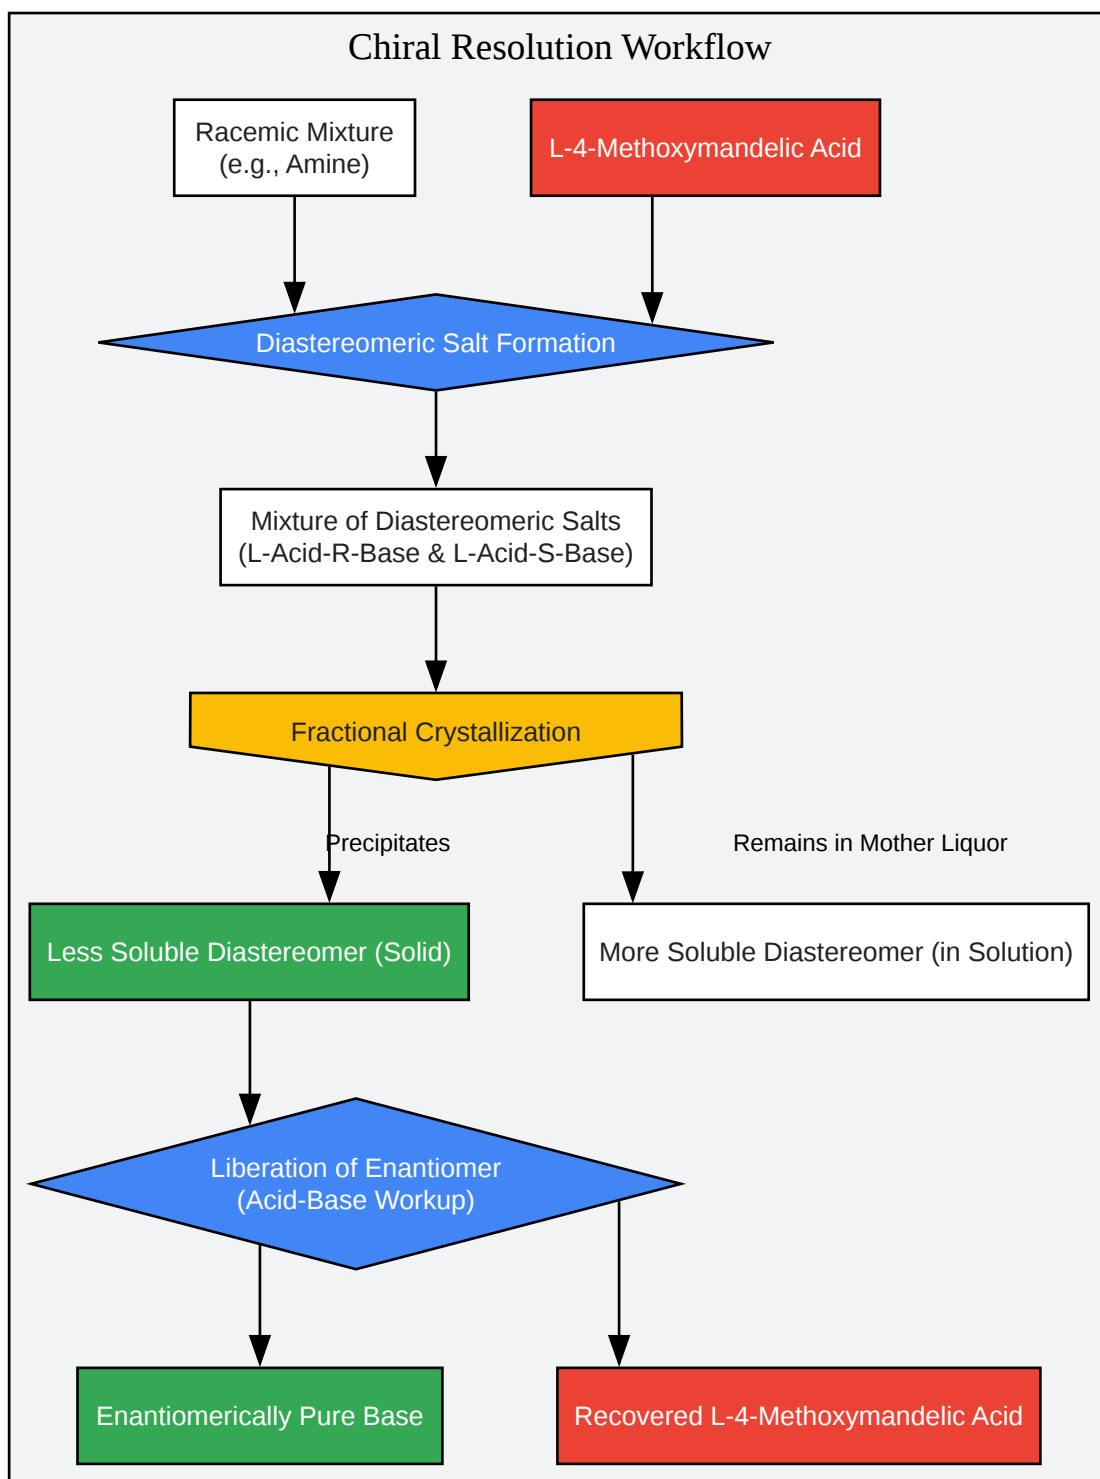 Chiral Resolution Workflow
Racemic Mixture
(e.g., Amine)
L-4-Methoxymandelic Acid
Diastereomeric Salt Formation
Mixture of Diastereomeric Salts
(L-Acid-R-Base & L-Acid-S-Base)
Fractional Crystallization
Precipitates
Remains in Mother Liquor
Less Soluble Diastereomer (Solid)
More Soluble Diastereomer (in Solution)
Liberation of Enantiomer
(Acid-Base Workup)
Enantiomerically Pure Base
Recovered L-4-Methoxymandelic Acid